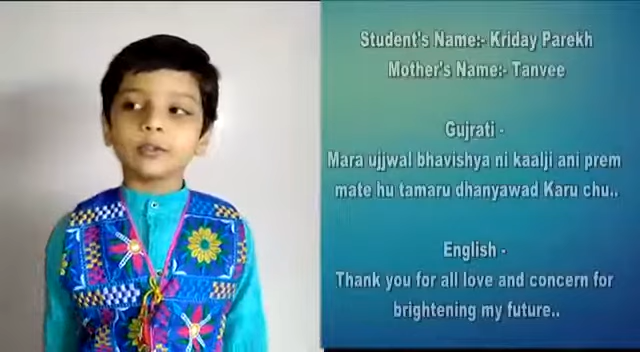 Student's Name:- Kriday Parekh
Mother's Name:- Tanvee
Gujrati -
Mara ujjwal bhavishya ni kaalji ani prem
mate hu tamaru dhanyawad Karu chu..
English -
Thank you for all love and concern for
brightening my future..